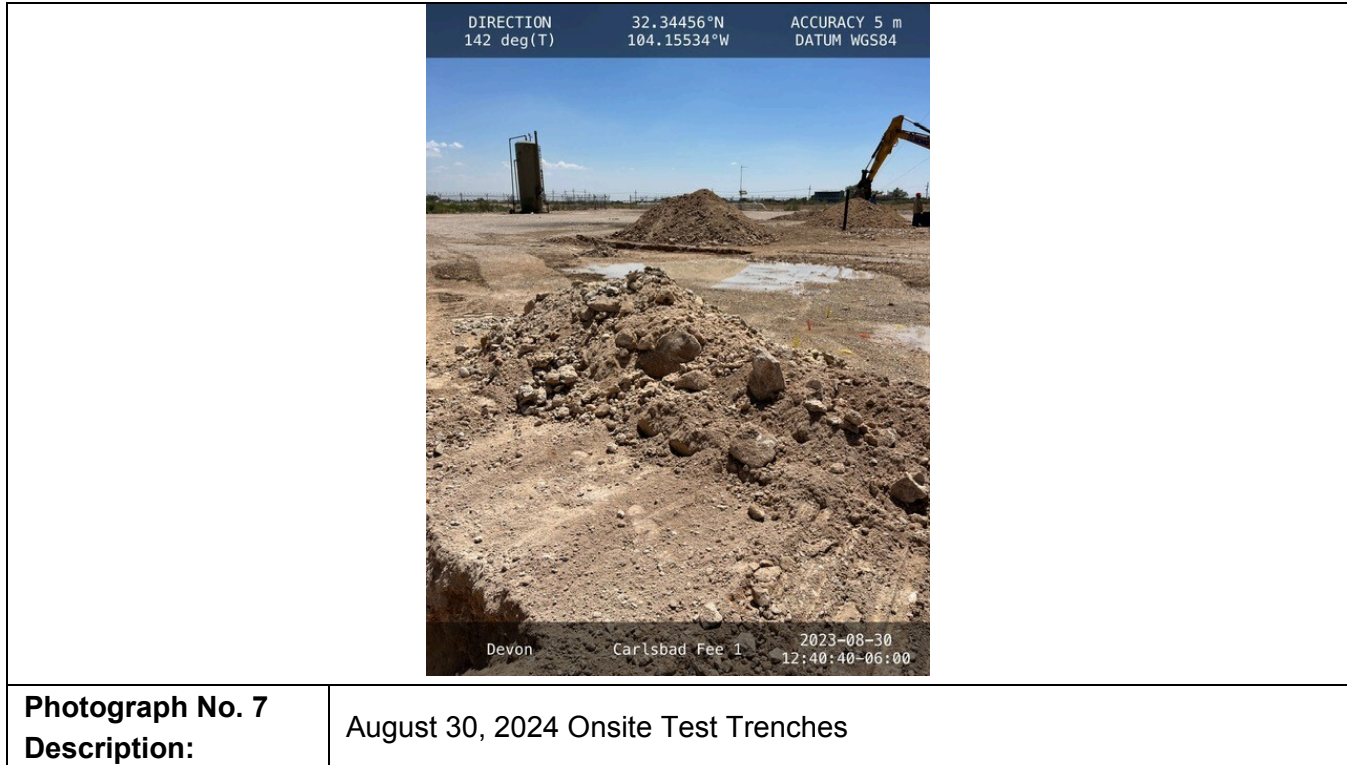 DIRECTION 32.34456°N ACCURACY 5 m
142 deg(T) 104.15534°W DATUM WGS84
Devon Carlsbad Fee 1 2023-08-30
12:40:40-06:00
Photograph No. 7
Description:
August 30, 2024 Onsite Test Trenches